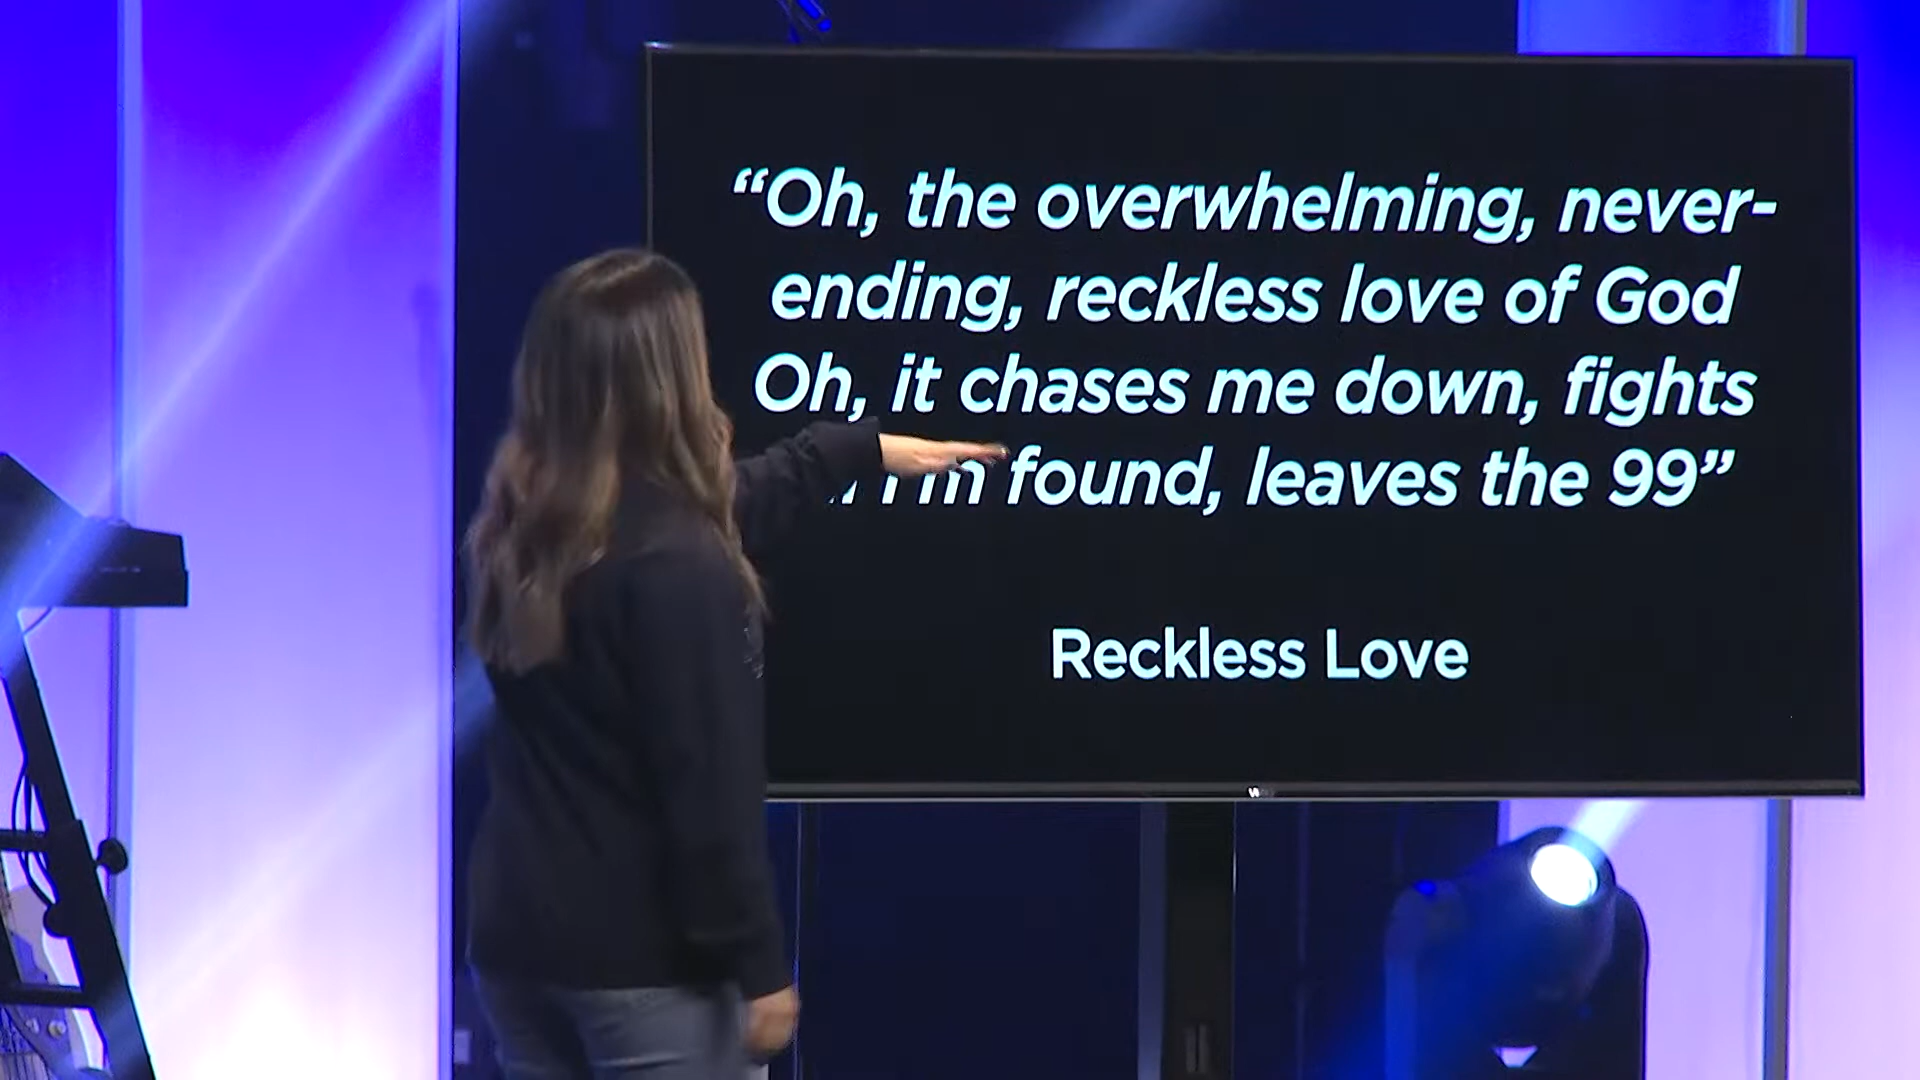 “Oh, the overwhelming, never-
ending, reckless love of God
Oh, it chases me down, fights
I'm found, leaves the 99”
Reckless Love